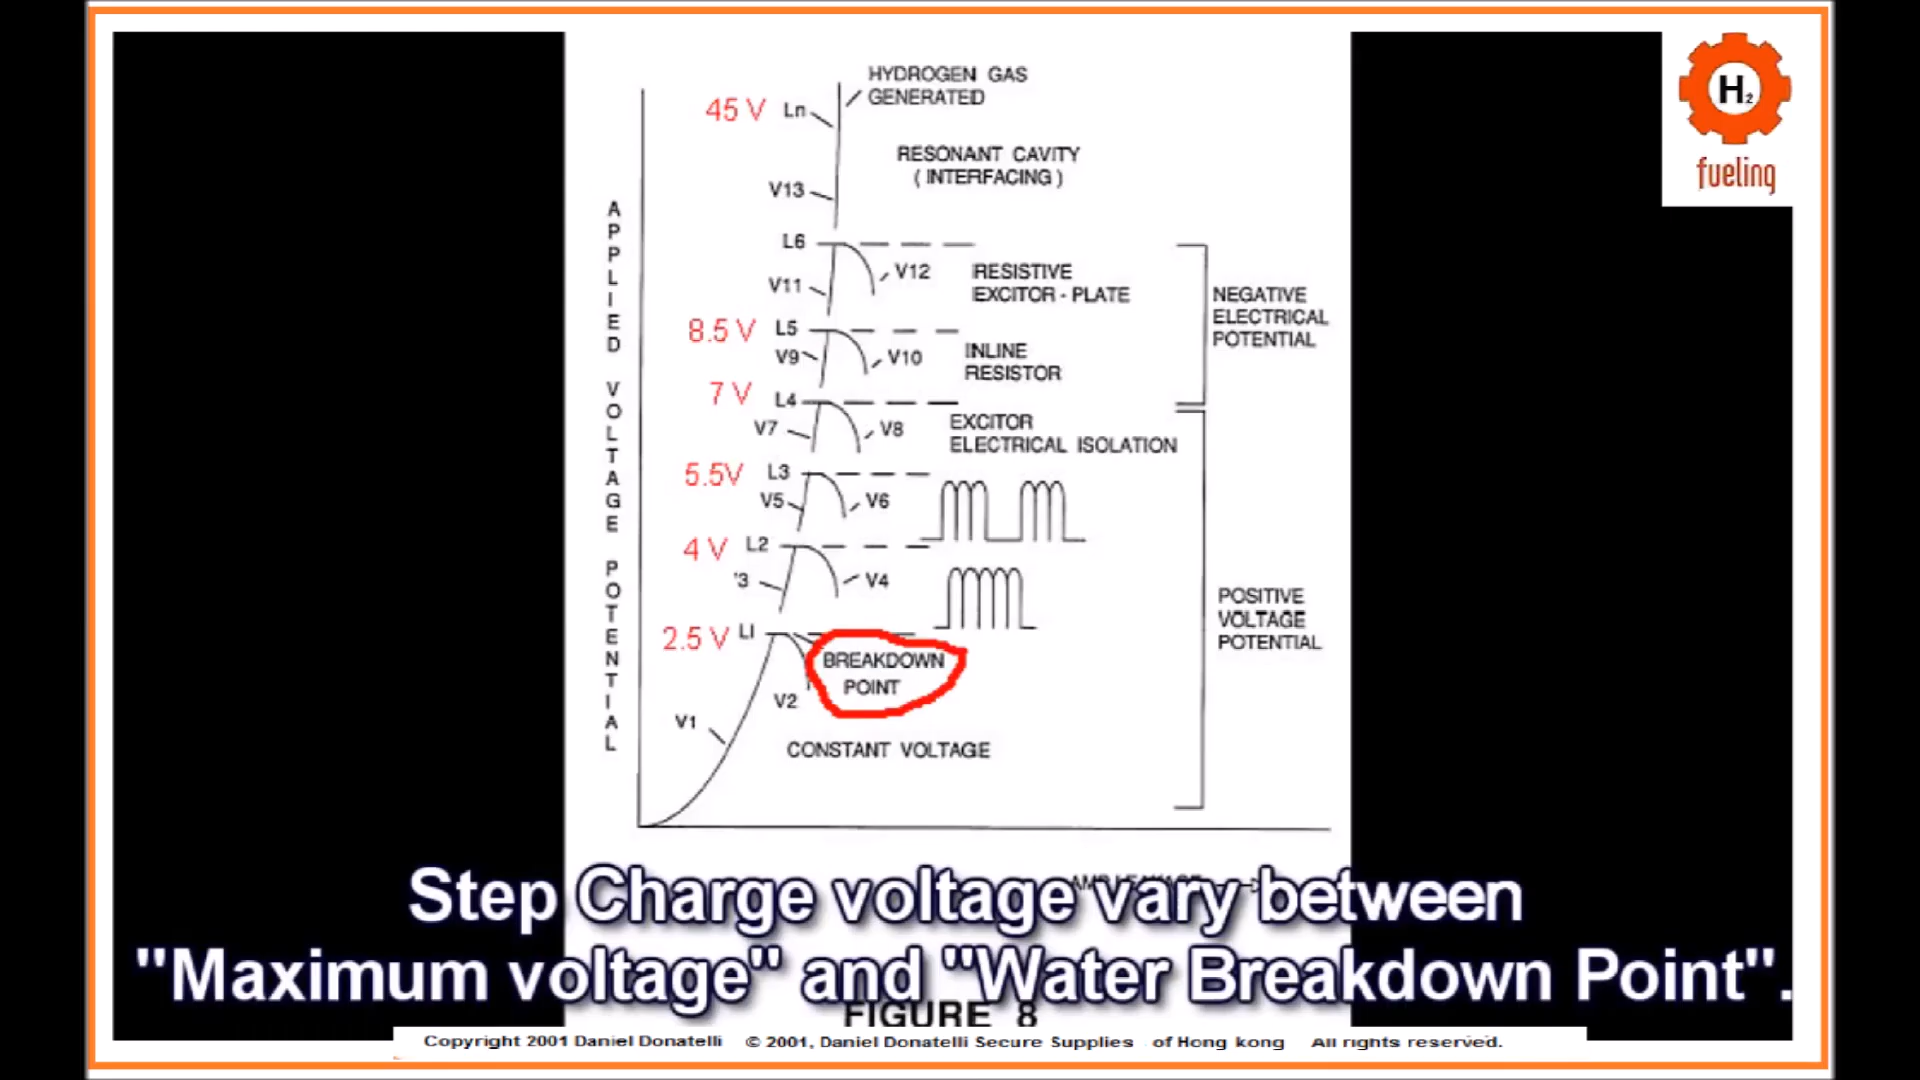 HYDROGEN GAS
GENERATED
45 V Ln
RESONANT CAVITY
( INTERFACING )
V13
L6
V12
RESISTIVE
EXCITOR - PLATE
V11
NEGATIVE
ELECTRICAL
POTENTIAL
8.5 V L5
V9
V10
INLINE
RESISTOR
7 V L4
V7
V8
EXCITOR
ELECTRICAL ISOLATION
5.5V L3
V5
V6
4 V L2
'3
V4
POSITIVE
VOLTAGE
POTENTIAL
2.5 V L1
BREAKDOWN
POINT
V2
V1
CONSTANT VOLTAGE
APPLIED VOLTAGE POTENTIAL
H2
fueling
Step Charge voltage vary between
"Maximum voltage" and "Water Breakdown Point".
FIGURE 8
Copyright 2001 Daniel Donatelli © 2001, Daniel Donatelli Secure Supplies of Hong kong All rights reserved.